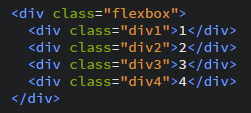 <div class="flexbox">
  <div class="div1">1</div>
  <div class="div2">2</div>
  <div class="div3">3</div>
  <div class="div4">4</div>
</div>